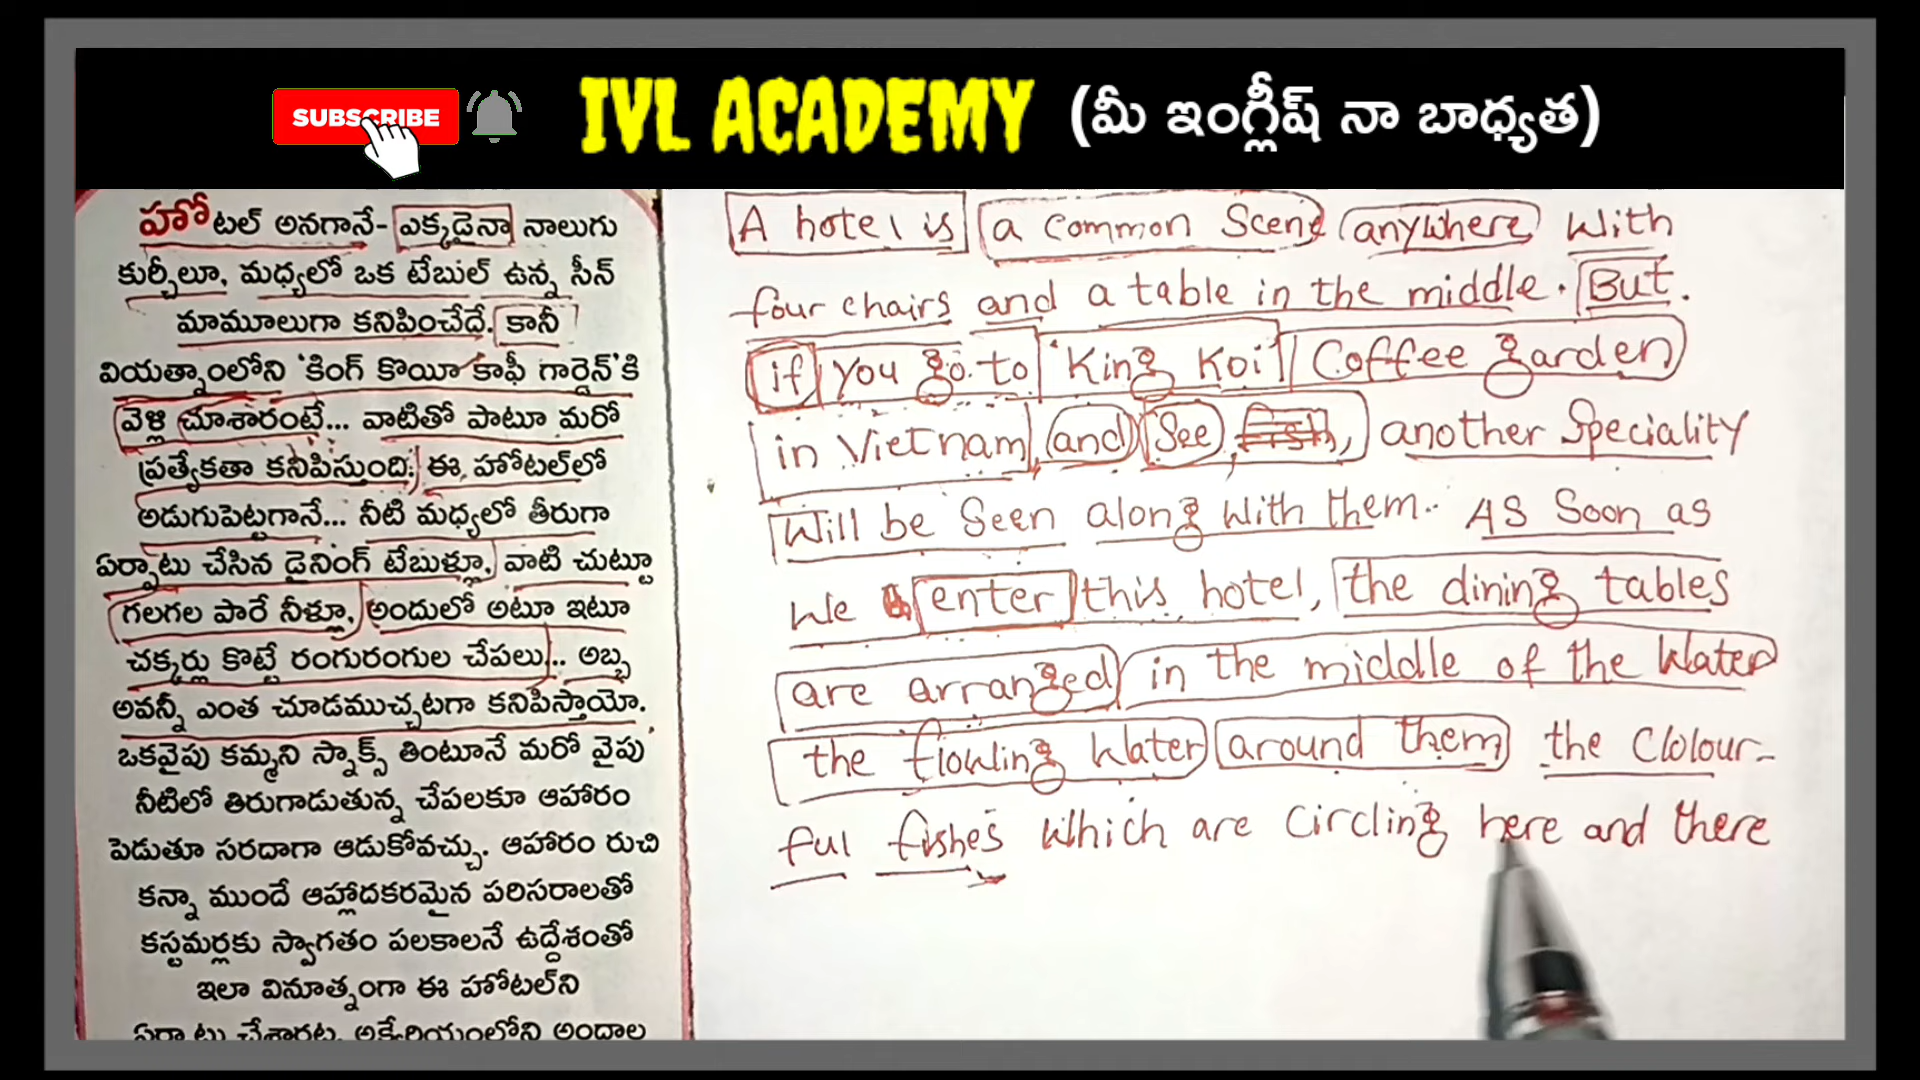 SUBSCRIBE
IVL ACADEMY (మీ ఇంగ్లీష్ నా బాధ్యత)
హోటల్ అనగానే- ఎక్కడైనా నాలుగు
కుర్చీలూ, మధ్యలో ఒక టేబుల్ ఉన్న సీన్
మామూలుగా కనిపించేదే. కానీ
వియత్నాంలోని 'కింగ్ కొయీ కాఫీ గార్డెన్'కి
వెళ్లి చూశారంటే... వాటితో పాటూ మరో
ప్రత్యేకతా కనిపిస్తుంది. ఈ హోటల్‌లో
అడుగుపెట్టగానే... నీటి మధ్యలో తీరుగా
ఏర్పాటు చేసిన డైనింగ్ టేబుళ్లూ, వాటి చుట్టూ
గలగల పారే నీళ్లూ, అందులో అటూ ఇటూ
చక్కర్లు కొట్టే రంగురంగుల చేపలు... అబ్బ
అవన్నీ ఎంత చూడముచ్చటగా కనిపిస్తాయో.
ఒకవైపు కమ్మని స్నాక్స్ తింటూనే మరో వైపు
నీటిలో తిరుగాడుతున్న చేపలకూ ఆహారం
పెడుతూ సరదాగా ఆడుకోవచ్చు. ఆహారం రుచి
కన్నా ముందే ఆహ్లాదకరమైన పరిసరాలతో
కస్టమర్లకు స్వాగతం పలకాలనే ఉద్దేశంతో
ఇలా వినూత్నంగా ఈ హోటల్‌ని
ఏర్పాటు చేశారట. అక్వేరియంలోని అందాల
A hotel is a common Scene anywhere with
four chairs and a table in the middle. But.
if you go to 'King Koi' Coffee garden
in Vietnam, and See, another Speciality
Will be Seen along with them.. As Soon as
We enter this hotel, the dining tables
are arranged in the middle of the water
the flowing water around them the Clolour-
ful fishes which are circling here and there